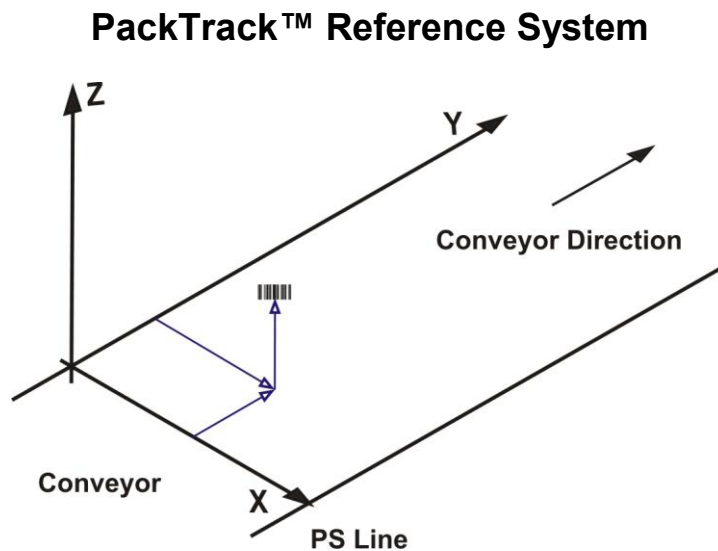 PackTrack™ Reference System
Z
Y
Conveyor Direction
Conveyor
X
PS Line